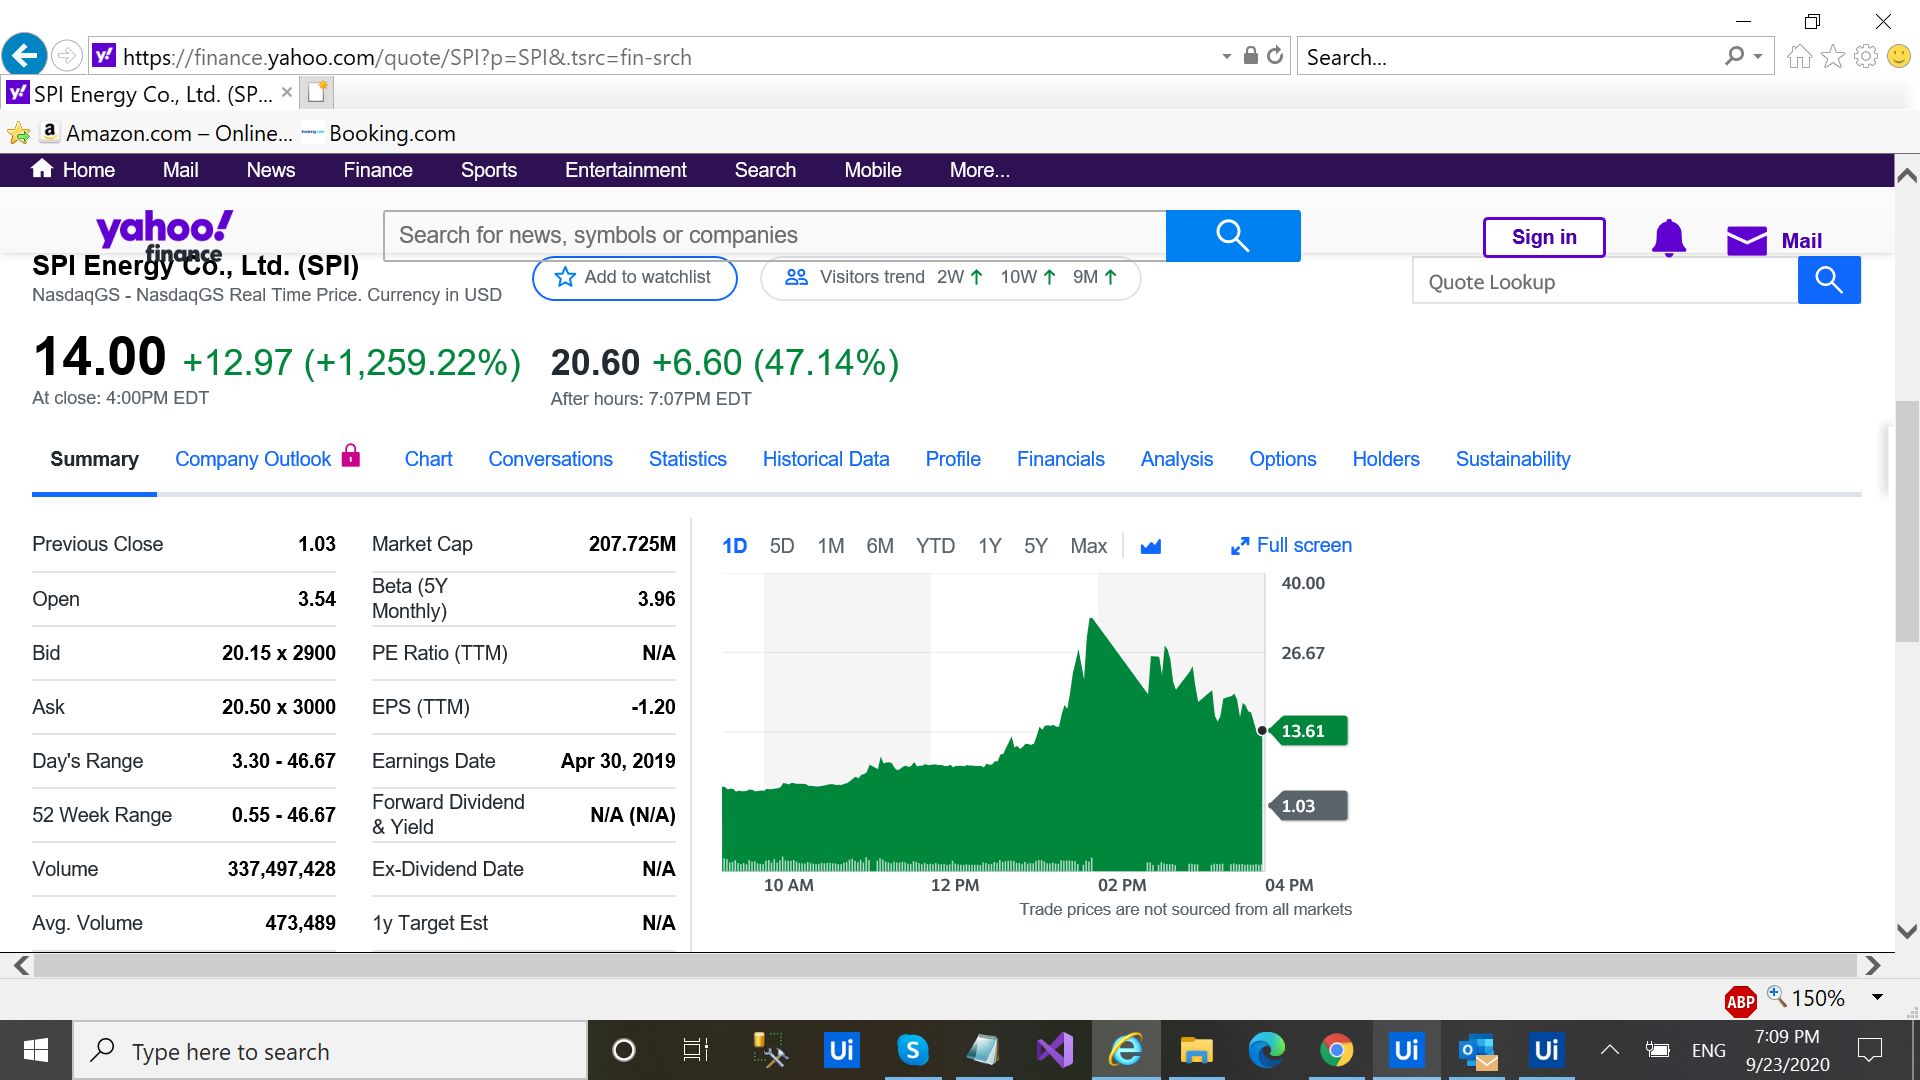 https://finance.yahoo.com/quote/SPI?p=SPI&.tsrc=fin-srch
Search...
SPI Energy Co., Ltd. (SP...
Amazon.com – Online...
Booking.com
Home Mail News Finance Sports Entertainment Search Mobile More...
yahoo!
finance
Search for news, symbols or companies
Sign in
Mail
SPI Energy Co., Ltd. (SPI)
Add to watchlist
Visitors trend 2W 10W 9M
Quote Lookup
NasdaqGS - NasdaqGS Real Time Price. Currency in USD
14.00 +12.97 (+1,259.22%) 20.60 +6.60 (47.14%)
At close: 4:00PM EDT After hours: 7:07PM EDT
Summary Company Outlook Chart Conversations Statistics Historical Data Profile Financials Analysis Options Holders Sustainability
Previous Close 1.03
Open 3.54
Bid 20.15 x 2900
Ask 20.50 x 3000
Day's Range 3.30 - 46.67
52 Week Range 0.55 - 46.67
Volume 337,497,428
Avg. Volume 473,489
Market Cap 207.725M
Beta (5Y
Monthly) 3.96
PE Ratio (TTM) N/A
EPS (TTM) -1.20
Earnings Date Apr 30, 2019
Forward Dividend
& Yield N/A (N/A)
Ex-Dividend Date N/A
1y Target Est N/A
1D 5D 1M 6M YTD 1Y 5Y Max
Full screen
40.00
26.67
13.61
1.03
10 AM 12 PM 02 PM 04 PM
Trade prices are not sourced from all markets
ABP
150%
Type here to search
Ui
S
Ui
Ui
ENG
7:09 PM
9/23/2020